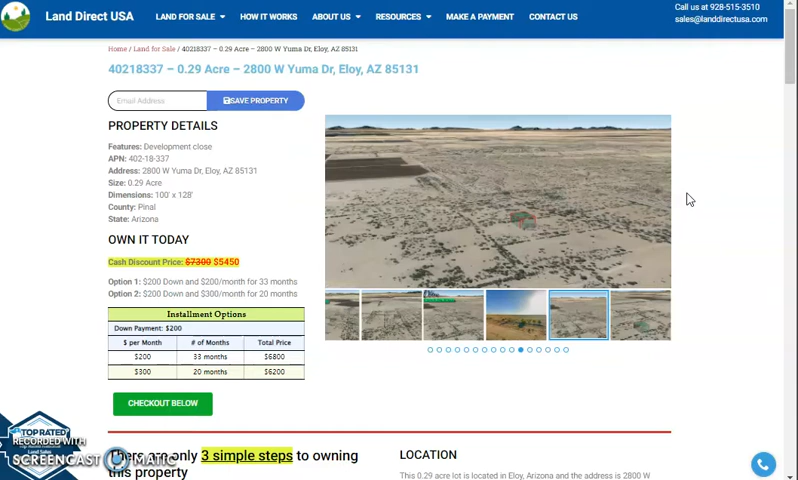 Land Direct USA
LAND FOR SALE
HOW IT WORKS
ABOUT US
RESOURCES
MAKE A PAYMENT
CONTACT US
Call us at 928-515-3510
sales@landdirectusa.com
Home / Land for Sale / 40218337 – 0.29 Acre – 2800 W Yuma Dr, Eloy, AZ 85131
40218337 – 0.29 Acre – 2800 W Yuma Dr, Eloy, AZ 85131
Email Address
SAVE PROPERTY
PROPERTY DETAILS
Features: Development close
APN: 402-18-337
Address: 2800 W Yuma Dr, Eloy, AZ 85131
Size: 0.29 Acre
Dimensions: 100' x 128'
County: Pinal
State: Arizona
OWN IT TODAY
Cash Discount Price: $7300 $5450
Option 1: $200 Down and $200/month for 33 months
Option 2: $200 Down and $300/month for 20 months
Installment Options
Down Payment: $200
$ per Month # of Months Total Price
$200 33 months $6800
$300 20 months $6200
CHECKOUT BELOW
TOP RATED
RECORDED WITH
Land Sales
SCREENCAST MATIC
There are only 3 simple steps to owning
this property
LOCATION
This 0.29 acre lot is located in Eloy, Arizona and the address is 2800 W